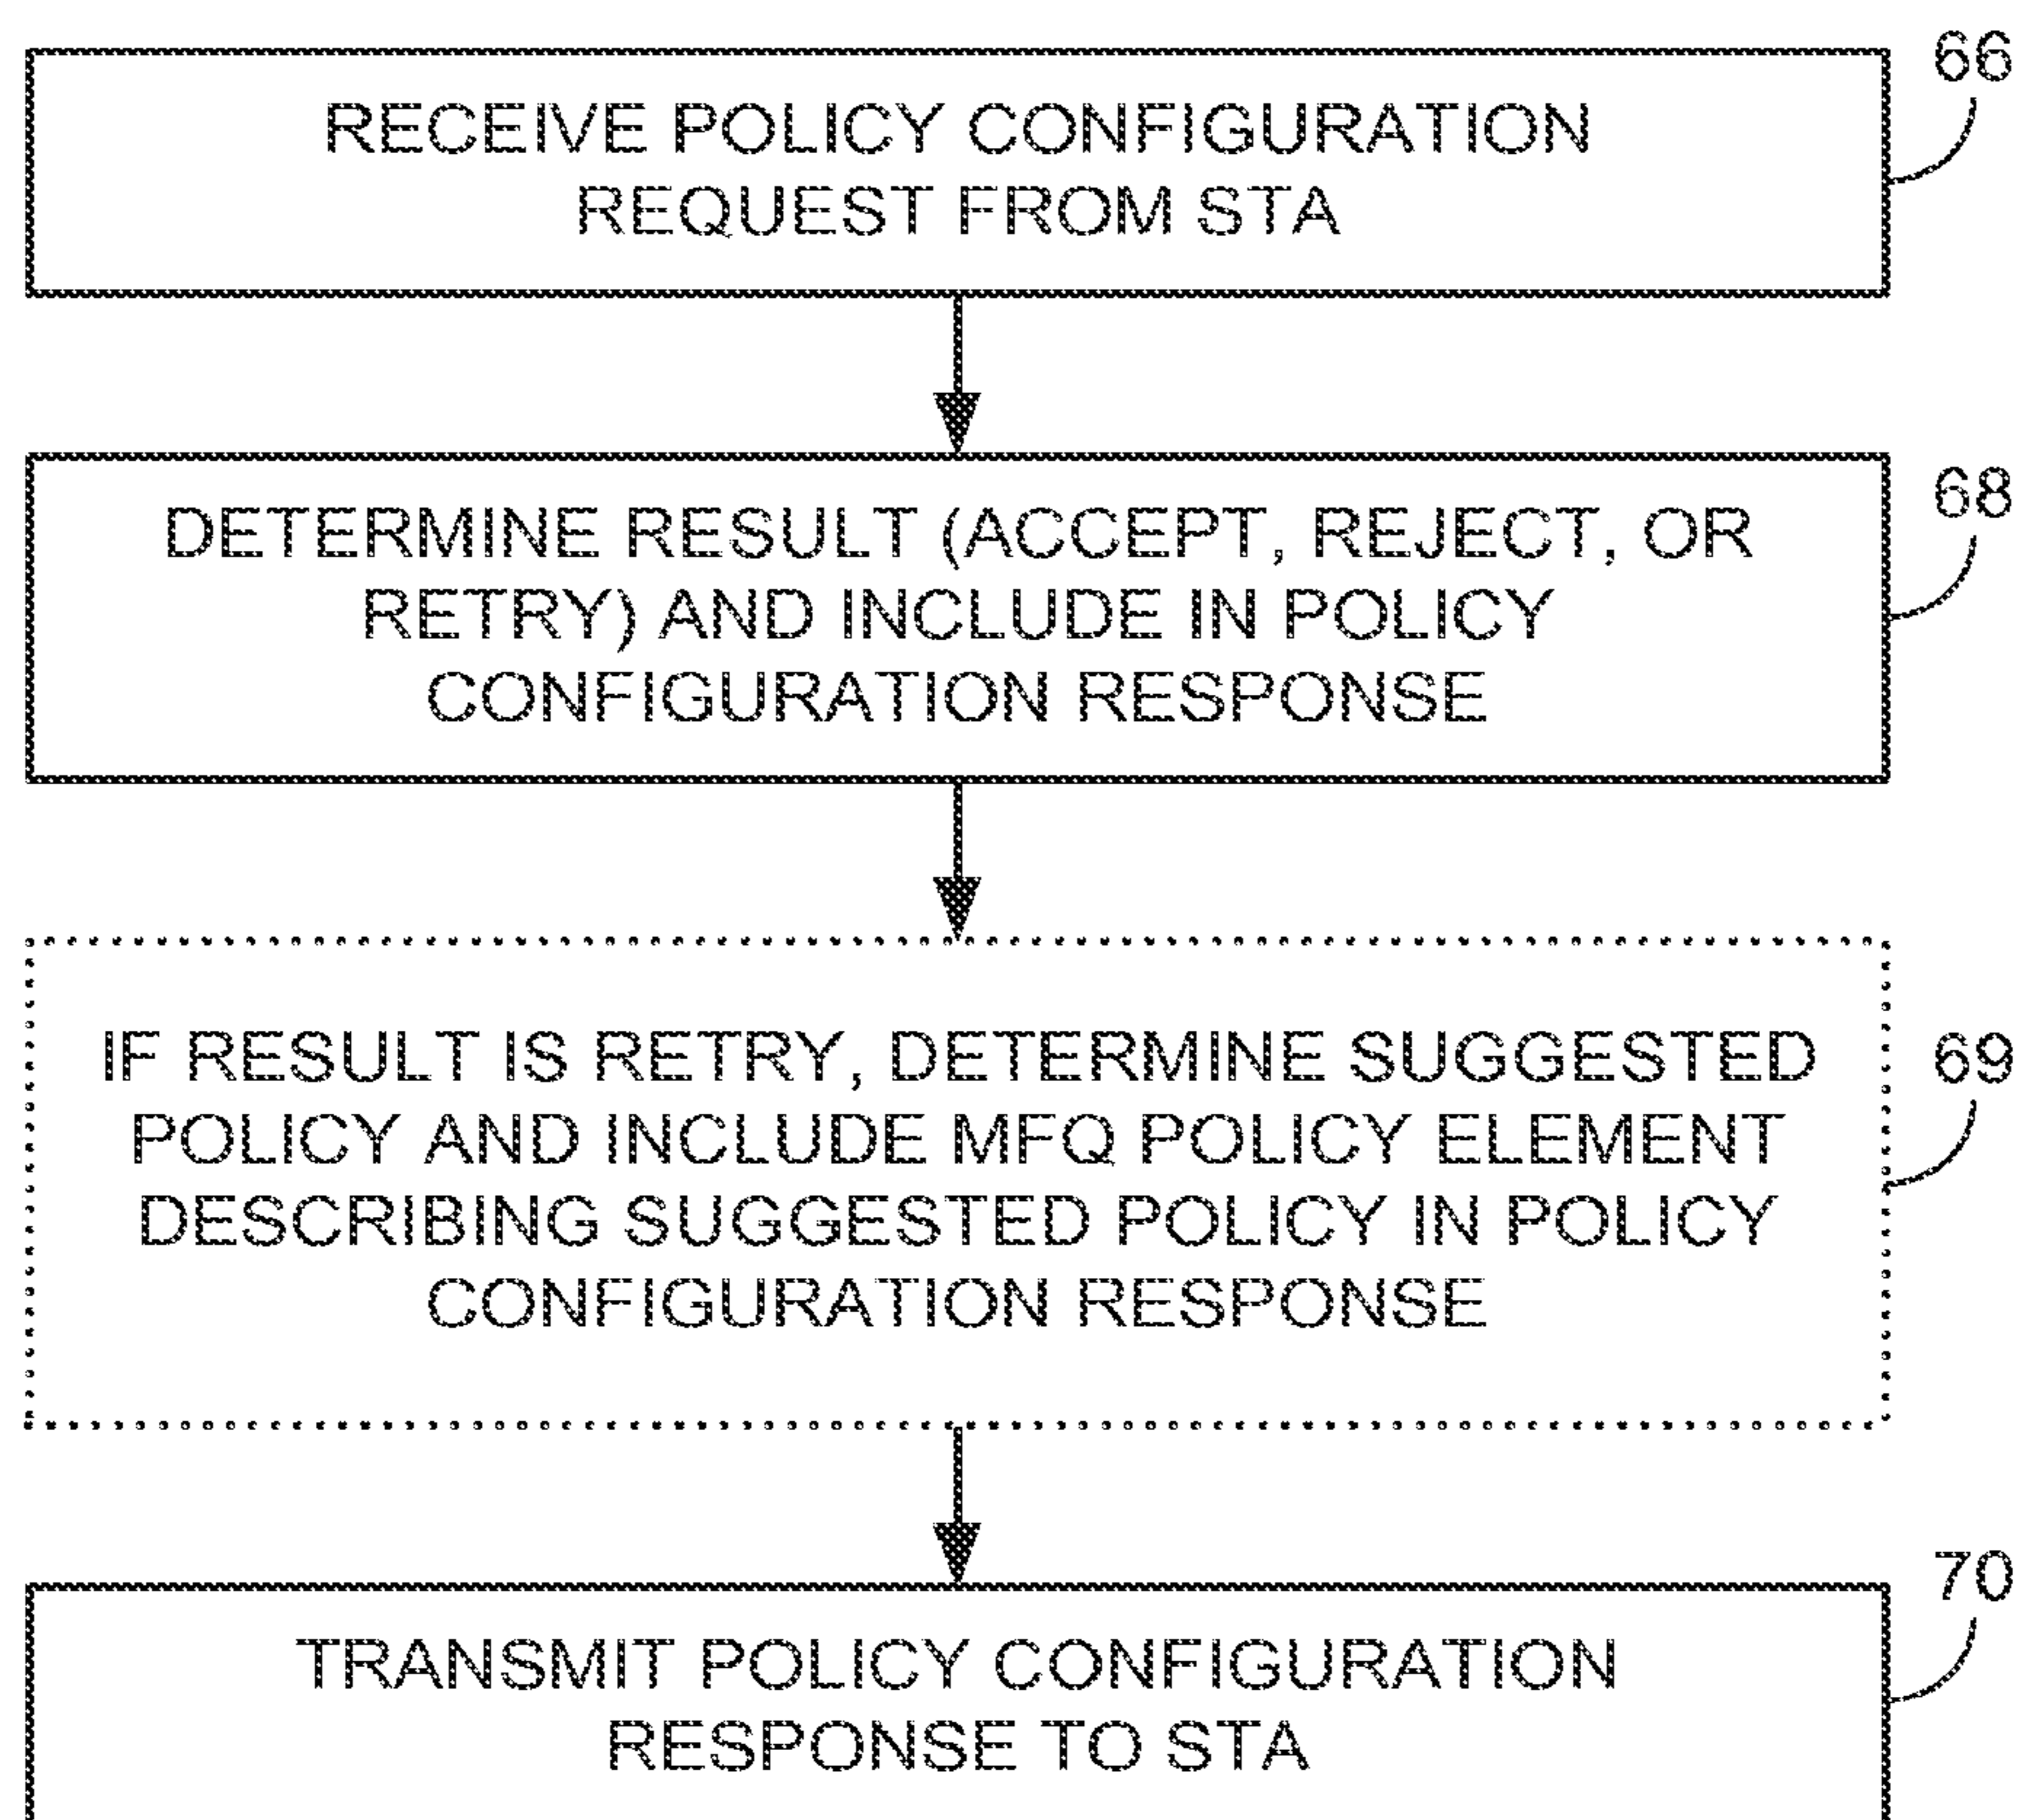 66
RECEIVE POLICY CONFIGURATION
REQUEST FROM STA
68
DETERMINE RESULT (ACCEPT, REJECT, OR
RETRY) AND INCLUDE IN POLICY
CONFIGURATION RESPONSE
69
IF RESULT IS RETRY, DETERMINE SUGGESTED
POLICY AND INCLUDE MFQ POLICY ELEMENT
DESCRIBING SUGGESTED POLICY IN POLICY
CONFIGURATION RESPONSE
70
TRANSMIT POLICY CONFIGURATION
RESPONSE TO STA